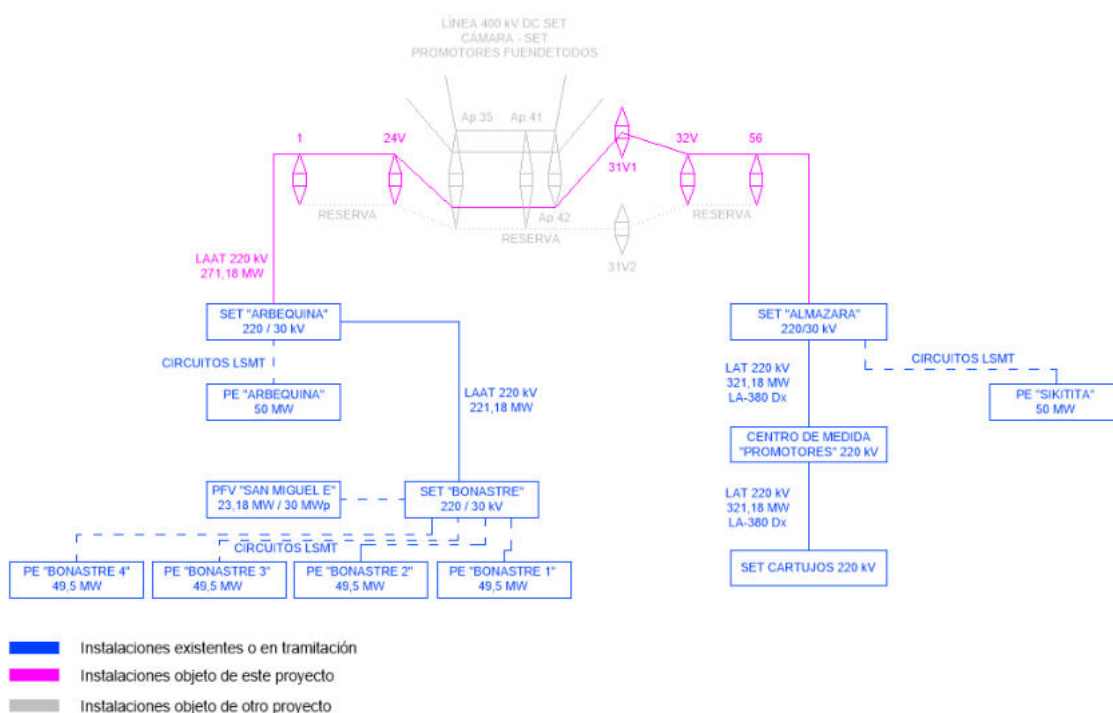 LÍNEA 400 kV DC SET
CÁMARA - SET
PROMOTORES FUENDETODOS
Ap.35
Ap.41
1
24V
31V1
32V
56
RESERVA
Ap.42
RESERVA
RESERVA
31V2
LAAT 220 kV
271,18 MW
SET "ARBEQUINA"
220 / 30 kV
SET "ALMAZARA"
220/30 kV
CIRCUITOS LSMT
CIRCUITOS LSMT
PE "ARBEQUINA"
50 MW
LAAT 220 kV
221,18 MW
LAT 220 kV
321,18 MW
LA-380 Dx
PE "SIKITITA"
50 MW
CENTRO DE MEDIDA
"PROMOTORES" 220 kV
PFV "SAN MIGUEL E"
23,18 MW / 30 MWp
SET "BONASTRE"
220 / 30 kV
LAT 220 kV
321,18 MW
LA-380 Dx
CIRCUITOS LSMT
PE "BONASTRE 4"
49,5 MW
PE "BONASTRE 3"
49,5 MW
PE "BONASTRE 2"
49,5 MW
PE "BONASTRE 1"
49,5 MW
SET CARTUJOS 220 kV
Instalaciones existentes o en tramitación
Instalaciones objeto de este proyecto
Instalaciones objeto de otro proyecto